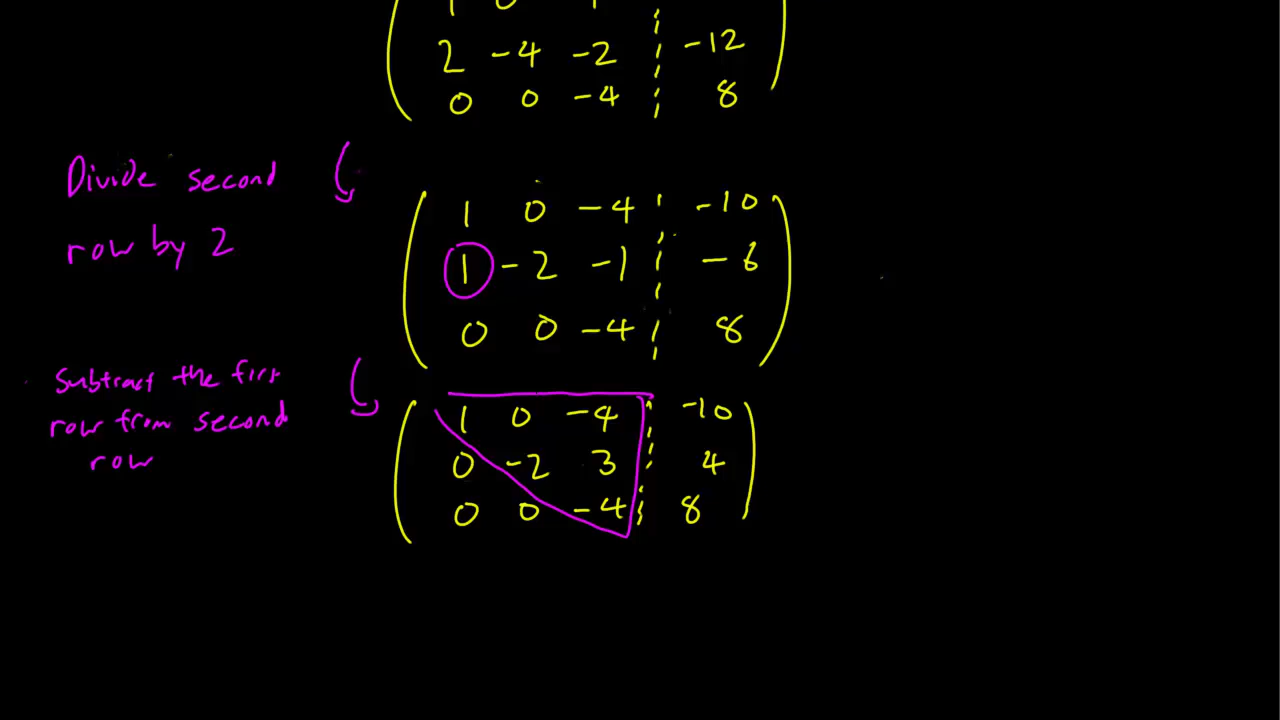 2 -4 -2 ¦ -12
0 0 -4 ¦ 8
Divide second
row by 2
1 0 -4 ¦ -10
1 -2 -1 ¦ -6
0 0 -4 ¦ 8
Subtract the first
row from second
row
1 0 -4 ¦ -10
0 -2 3 ¦ 4
0 0 -4 ¦ 8